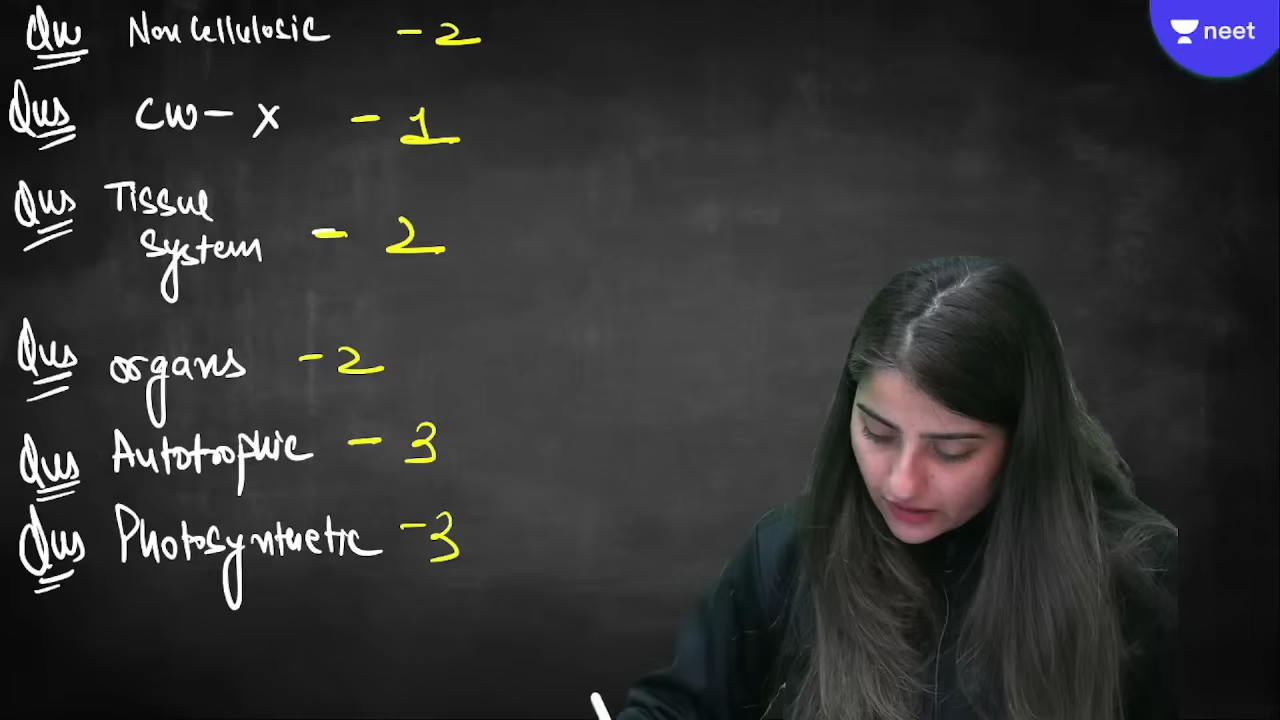 Qus Non Cellulosic - 2
neet
Qus CW - x - 1
Qus Tissue
System - 2
Qus organs - 2
Qus Autotrophic - 3
Qus Photosynthetic - 3